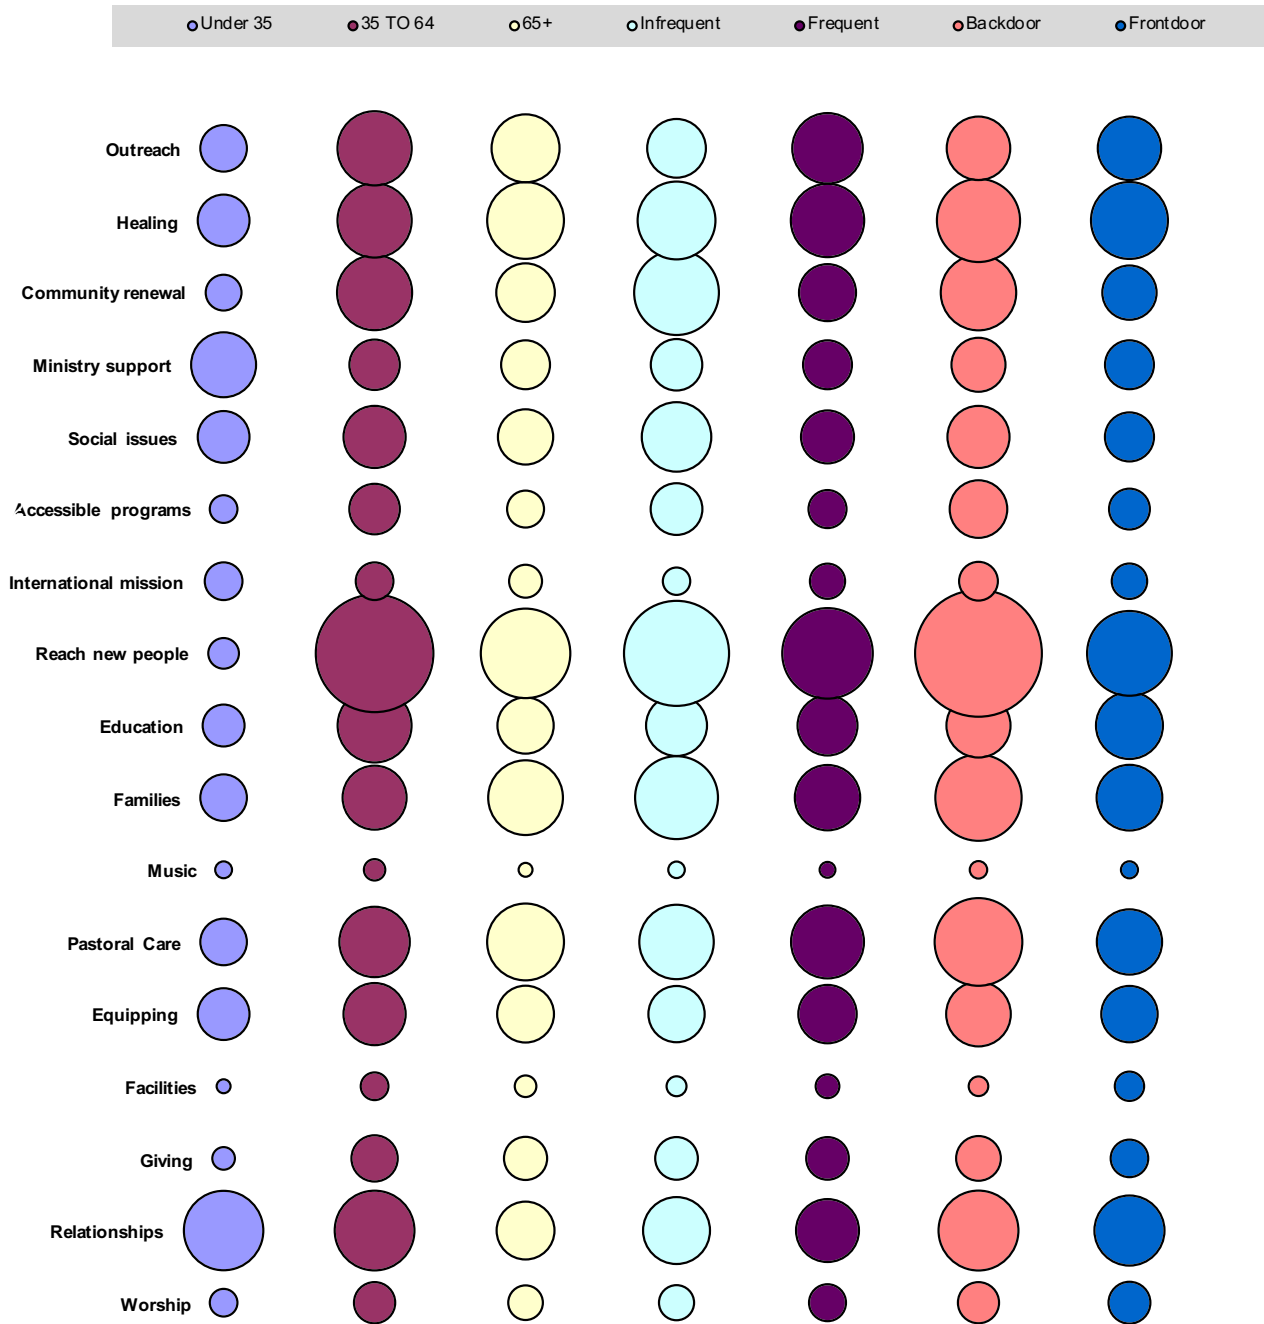 Under 35 35 TO 64 65+ Infrequent Frequent Backdoor Frontdoor
Outreach
Healing
Community renewal
Ministry support
Social issues
Accessible programs
International mission
Reach new people
Education
Families
Music
Pastoral Care
Equipping
Facilities
Giving
Relationships
Worship